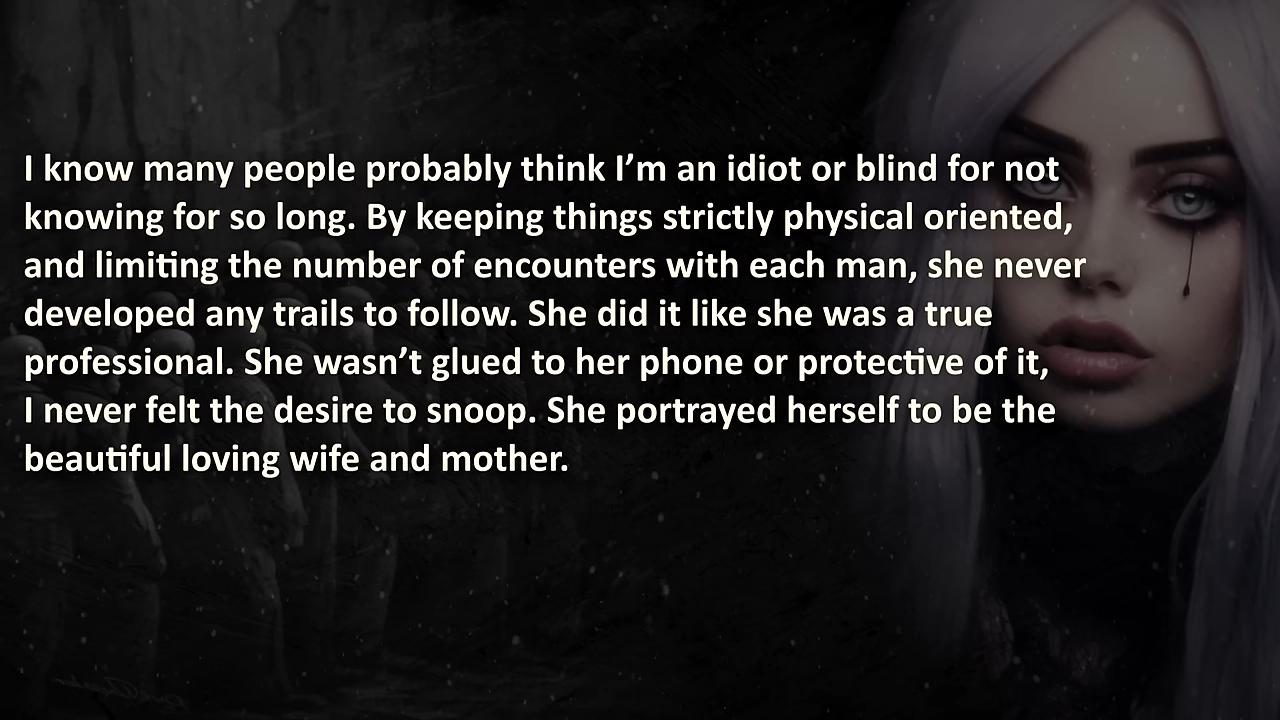 I know many people probably think I’m an idiot or blind for not
knowing for so long. By keeping things strictly physical oriented,
and limiting the number of encounters with each man, she never
developed any trails to follow. She did it like she was a true
professional. She wasn’t glued to her phone or protective of it,
I never felt the desire to snoop. She portrayed herself to be the
beautiful loving wife and mother.